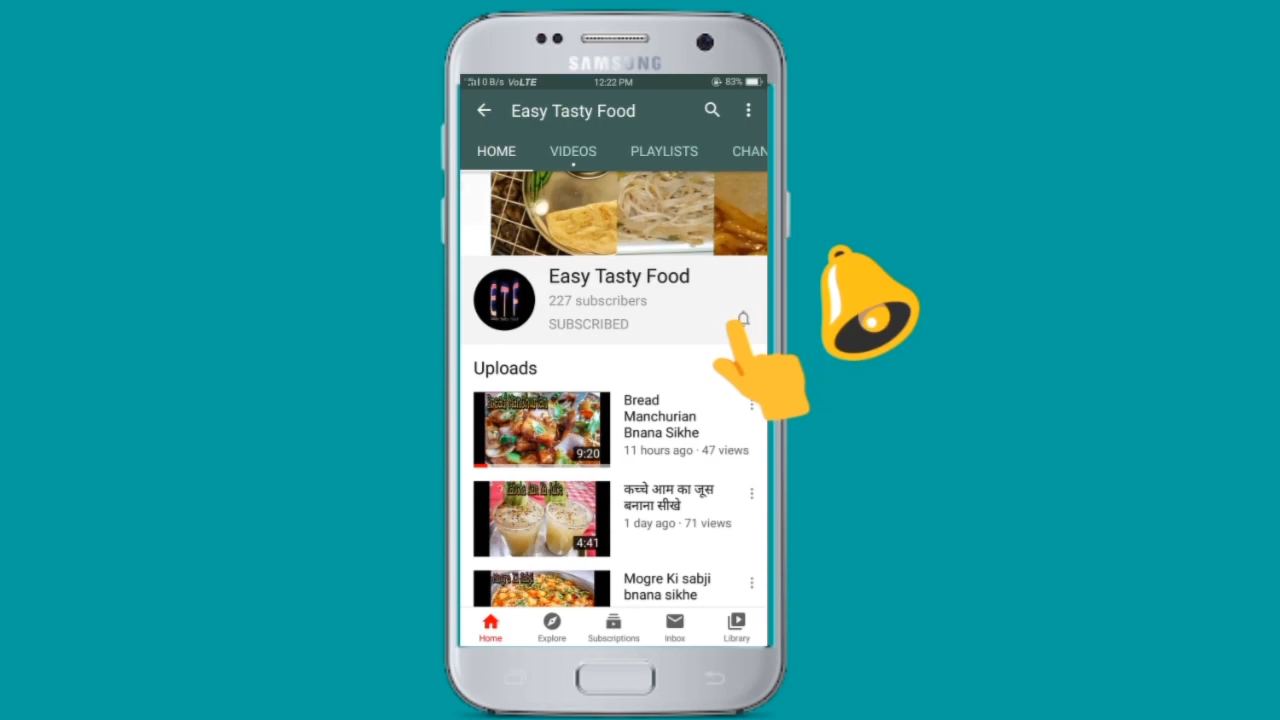 SAMSUNG
0 B/s VoLTE 12:22 PM 83%
Easy Tasty Food
HOME VIDEOS PLAYLISTS CHAN
Easy Tasty Food
ETF
227 subscribers
SUBSCRIBED
Uploads
Bread
Manchurian
Bnana Sikhe
9:20
11 hours ago · 47 views
कच्चे आम का जूस
बनाना सीखे
4:41
1 day ago · 71 views
Mogre Ki sabji
bnana sikhe
Home Explore Subscriptions Inbox Library